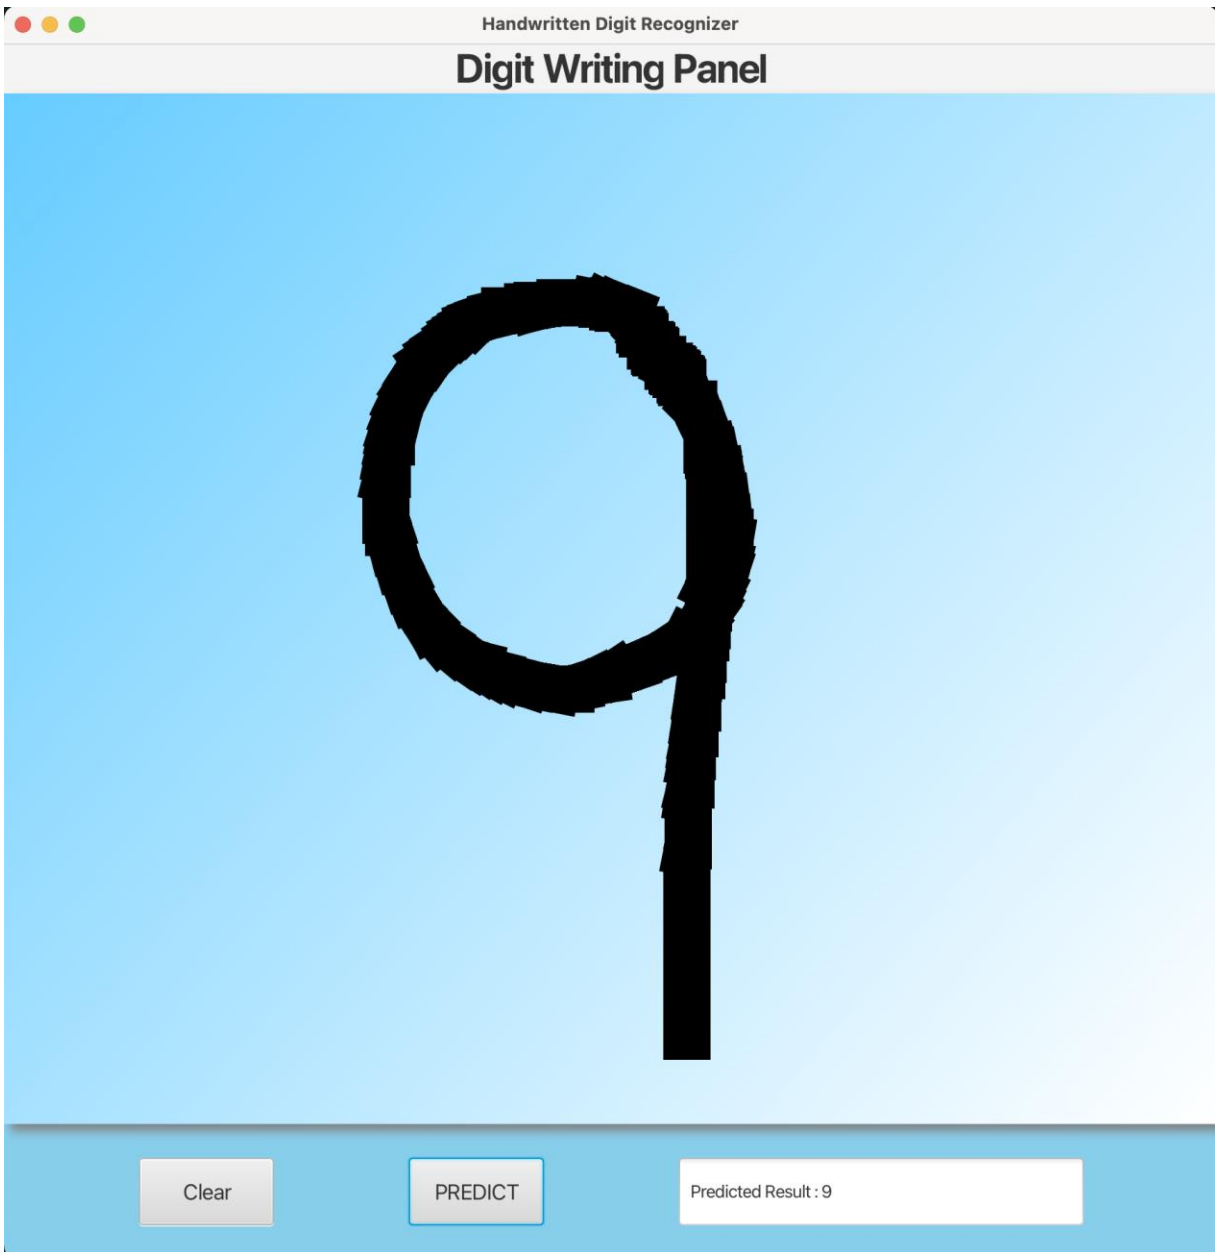 Handwritten Digit Recognizer
Digit Writing Panel
9
Clear
PREDICT
Predicted Result : 9